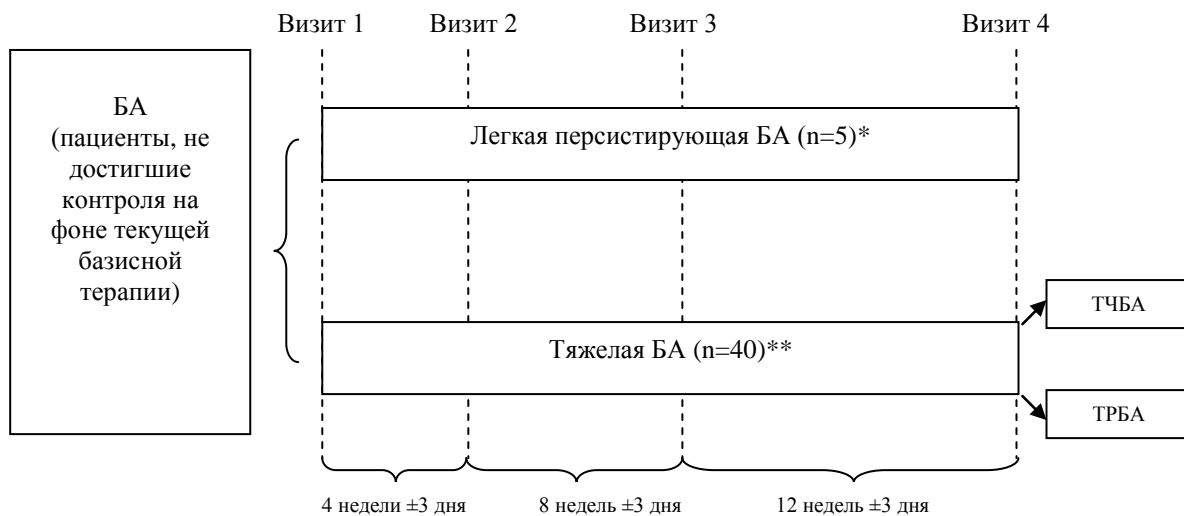 Визит 1 Визит 2 Визит 3 Визит 4
БА
(пациенты, не
достигшие
контроля на
фоне текущей
базисной
терапии)
Легкая персистирующая БА (n=5)*
Тяжелая БА (n=40)**
ТЧБА
ТРБА
4 недели ±3 дня 8 недель ±3 дня 12 недель ±3 дня